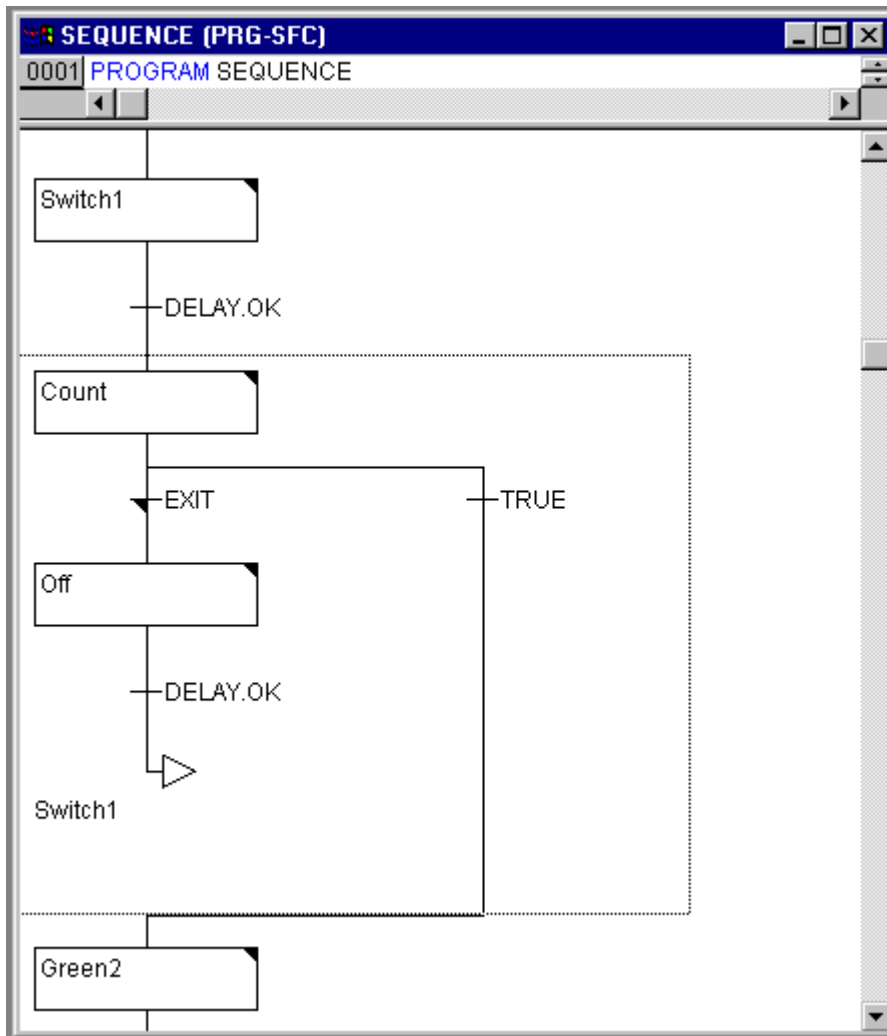 SEQUENCE (PRG-SFC)
0001 PROGRAM SEQUENCE
Switch1
DELAY.OK
Count
EXIT
TRUE
Off
DELAY.OK
Switch1
Green2